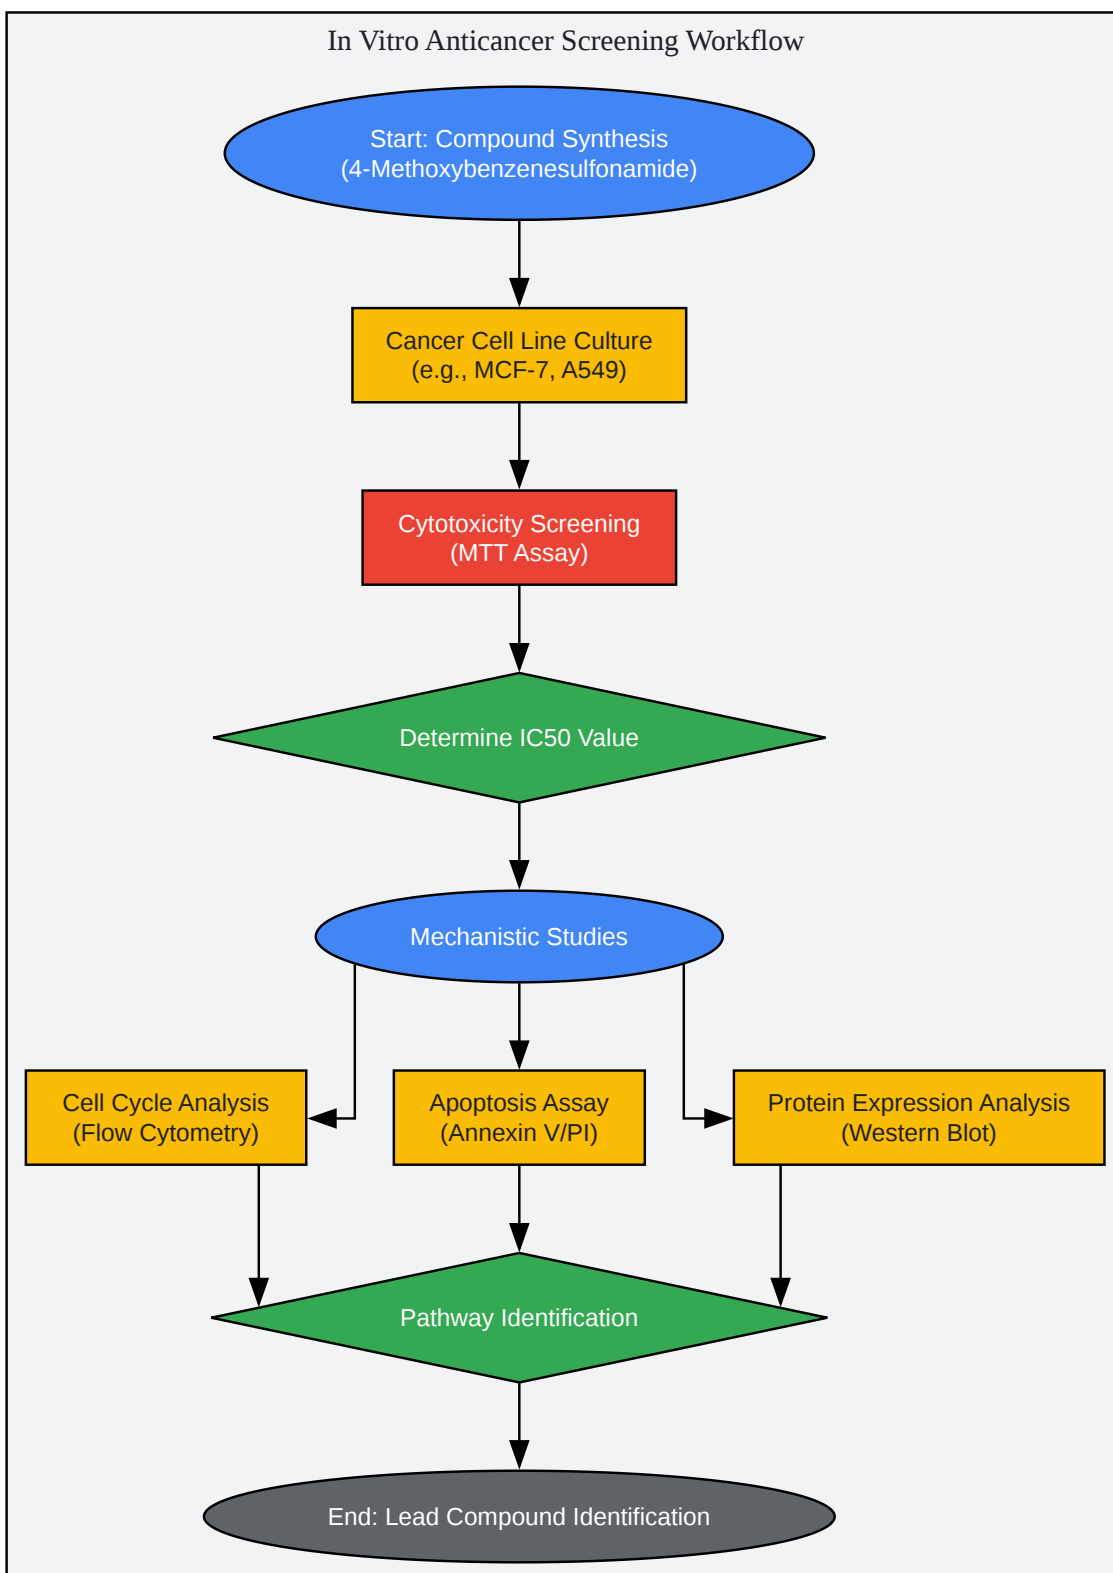 In Vitro Anticancer Screening Workflow
Start: Compound Synthesis
(4-Methoxybenzenesulfonamide)
Cancer Cell Line Culture
(e.g., MCF-7, A549)
Cytotoxicity Screening
(MTT Assay)
Determine IC50 Value
Mechanistic Studies
Cell Cycle Analysis
(Flow Cytometry)
Apoptosis Assay
(Annexin V/PI)
Protein Expression Analysis
(Western Blot)
Pathway Identification
End: Lead Compound Identification